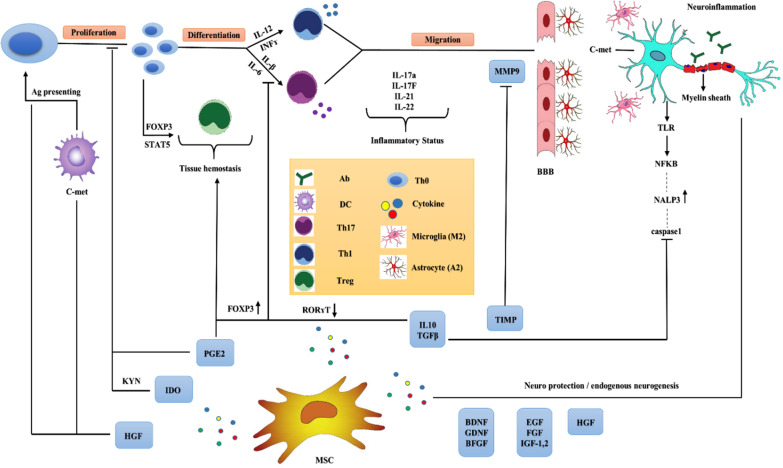 Proliferation
Differentiation
IL-12
INFγ
IL-β
IL-6
Migration
Neuroinflammation
C-met
MMP9
IL-17a
IL-17F
IL-21
IL-22
Inflammatory Status
Myelin sheath
Ag presenting
FOXP3
STAT5
Tissue hemostasis
C-met
BBB
TLR
NFKB
NALP3
caspase1
Ab
DC
Th17
Th1
Treg
Th0
Cytokine
Microglia (M2)
Astrocyte (A2)
FOXP3
RORγT
IL10
TGFβ
TIMP
PGE2
KYN
IDO
HGF
MSC
Neuro protection / endogenous neurogenesis
BDNF
GDNF
BFGF
EGF
FGF
IGF-1,2
HGF